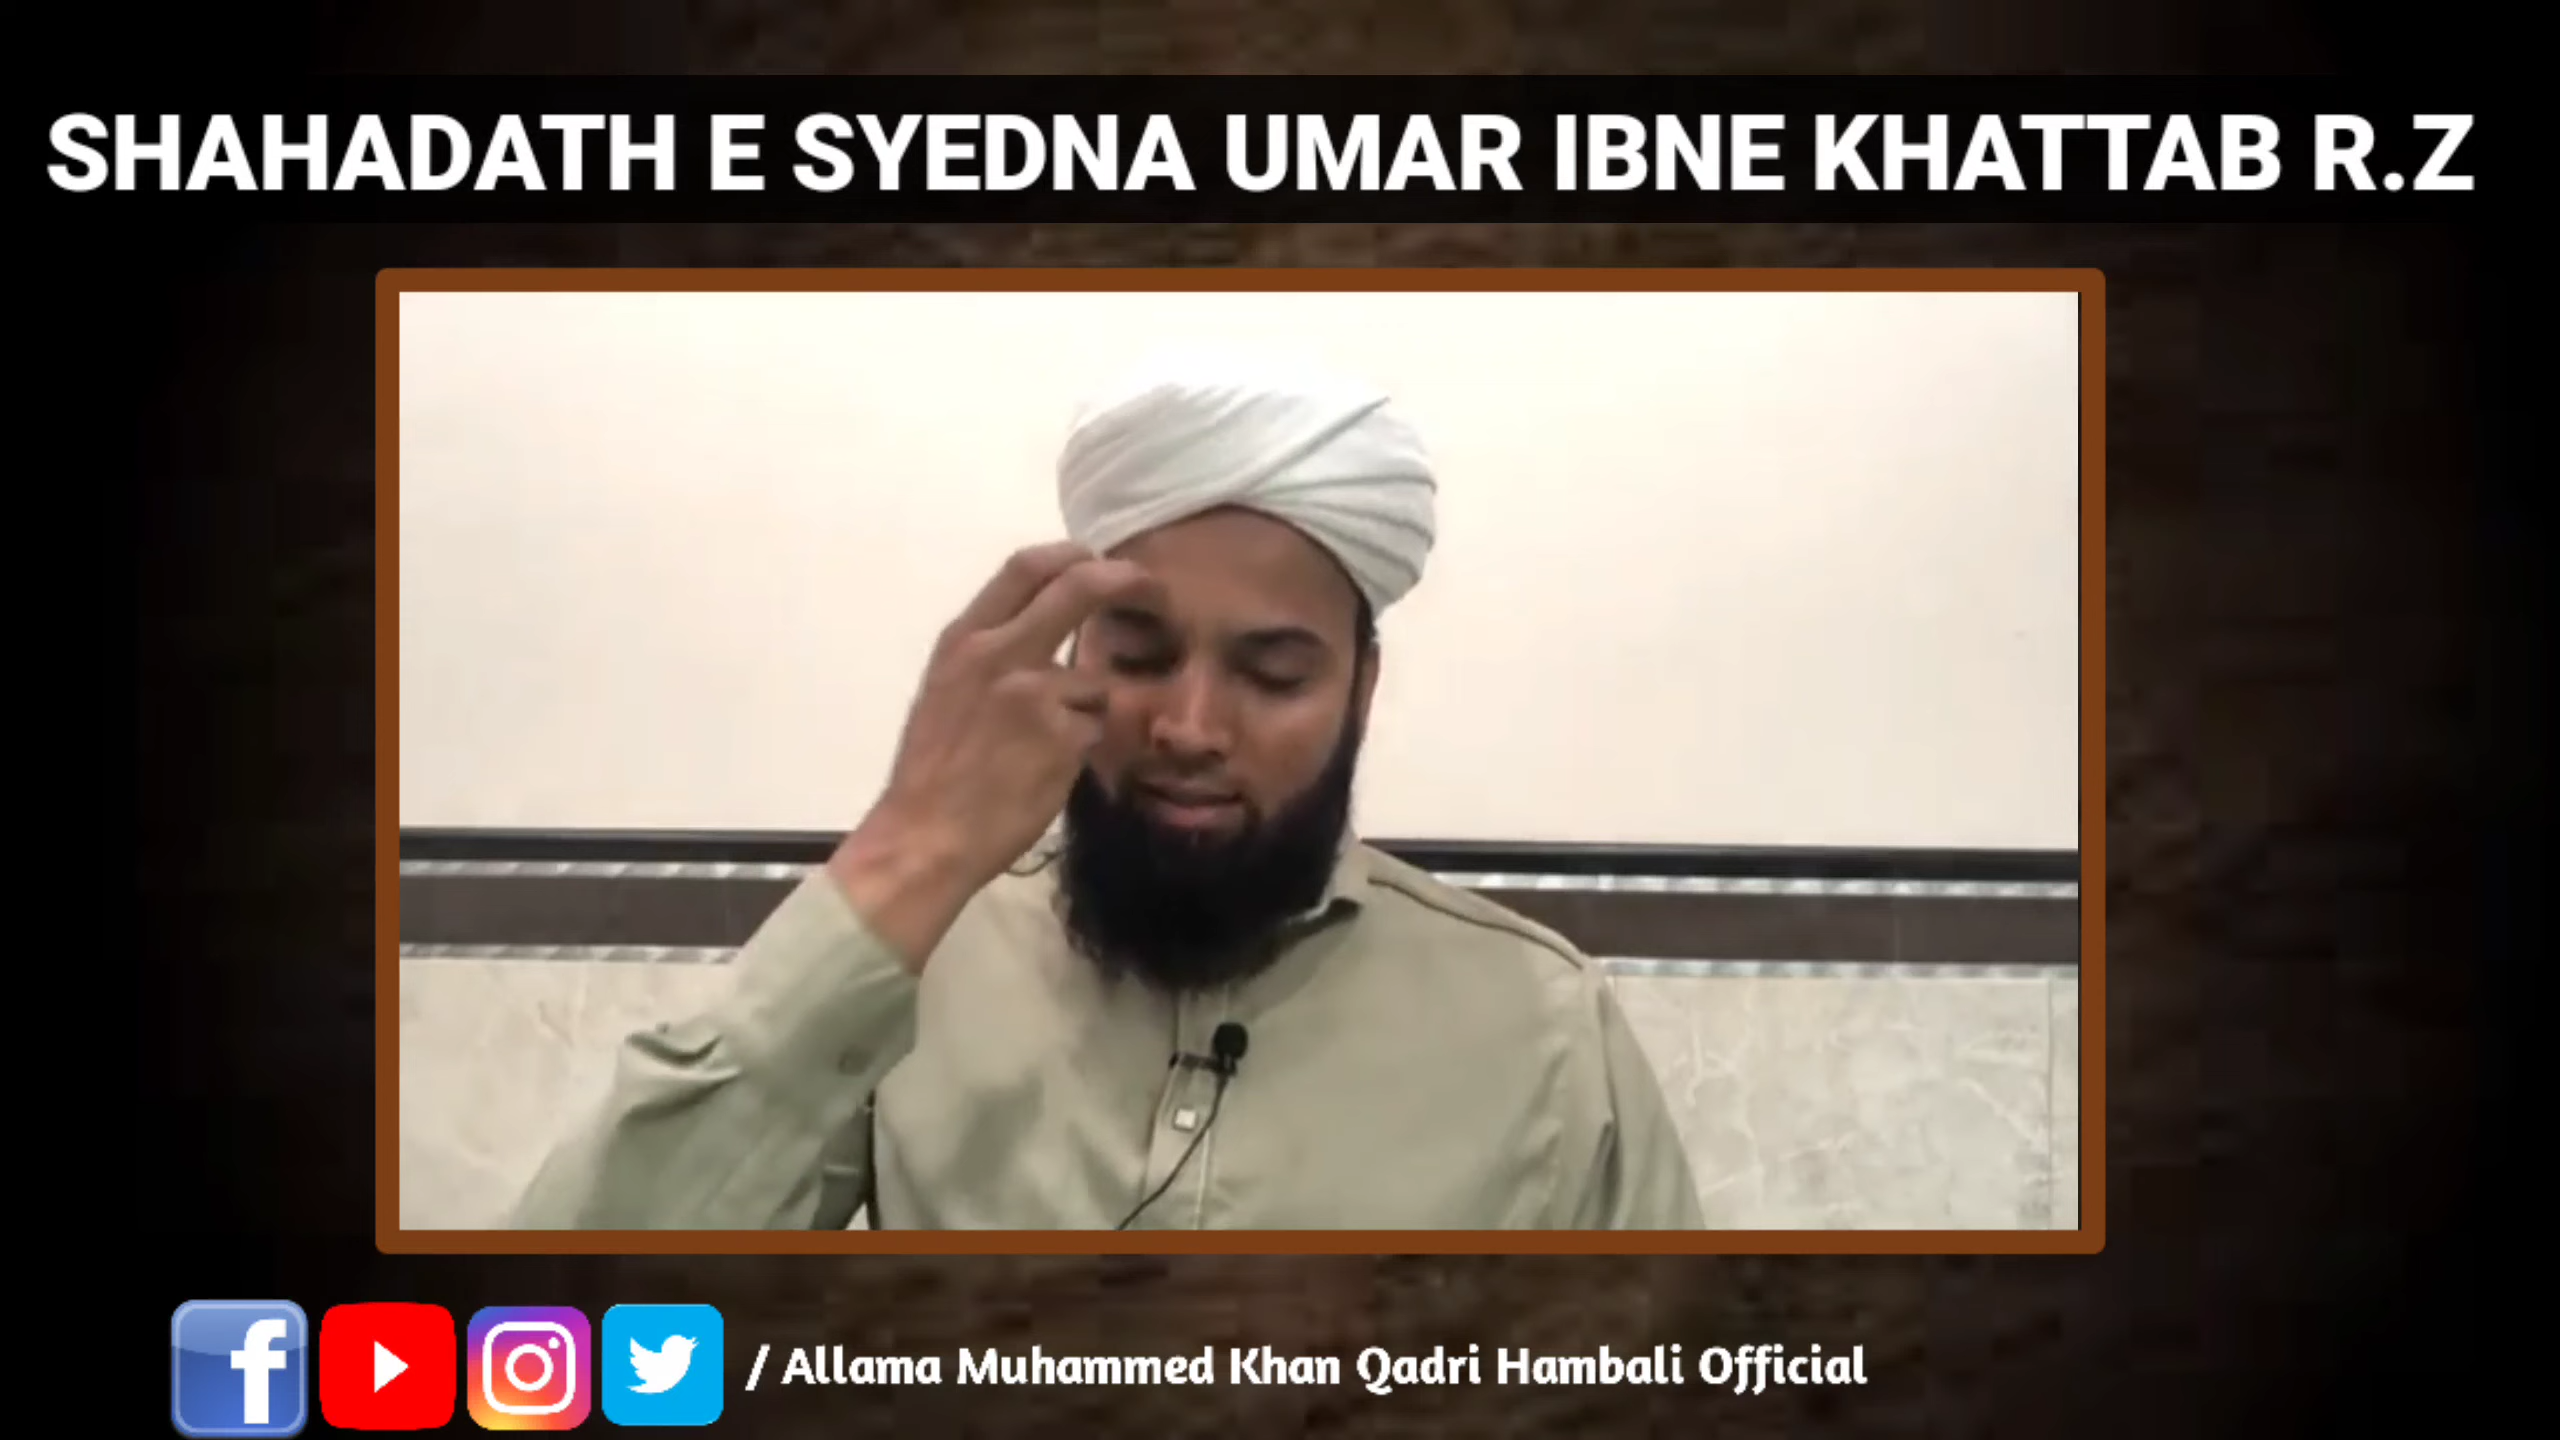 SHAHADATH E SYEDNA UMAR IBNE KHATTAB R.Z
/ Allama Muhammed Khan Qadri Hambali Official